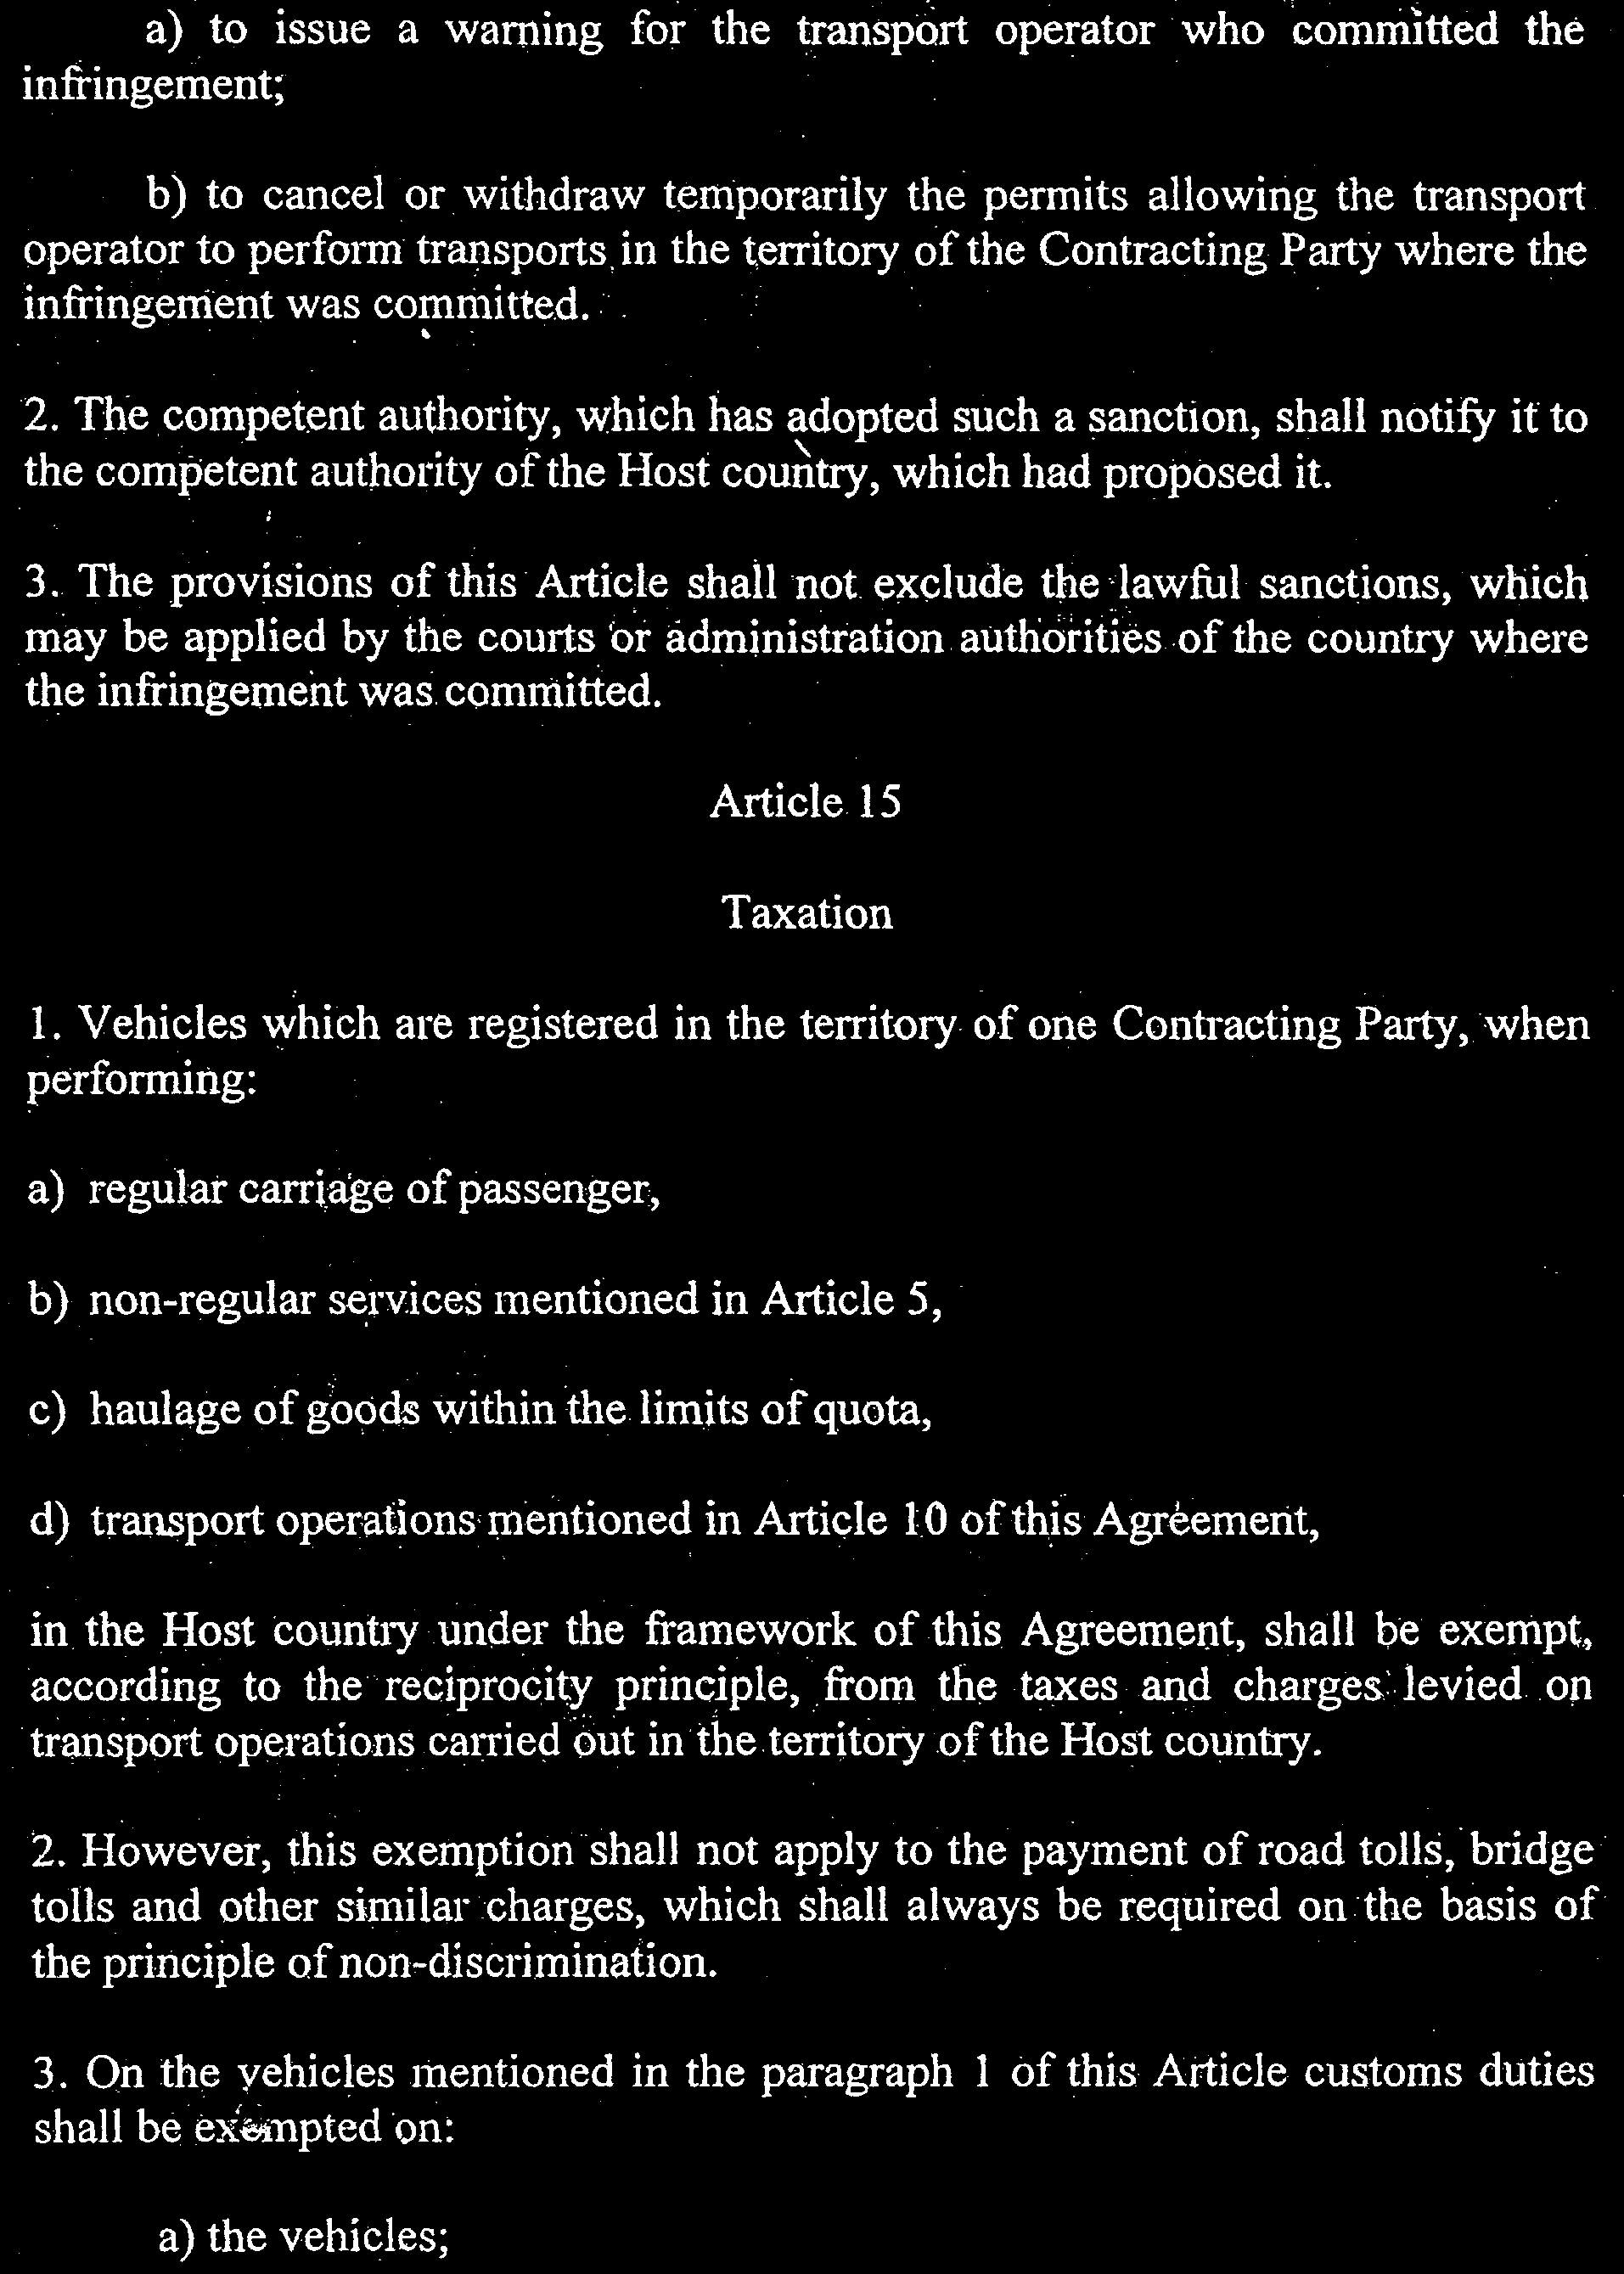 a) to issue a warning for the transport operator who committed the
infringement;
b) to cancel or withdraw temporarily the permits allowing the transport
operator to perform transports in the territory of the Contracting Party where the
infringement was committed.
2. The competent authority, which has adopted such a sanction, shall notify it to
the competent authority of the Host country, which had proposed it.
3. The provisions of this Article shall not exclude the lawful sanctions, which
may be applied by the courts or administration authorities of the country where
the infringement was committed.
Article 15
Taxation
1. Vehicles which are registered in the territory of one Contracting Party, when
performing:
a) regular carriage of passenger,
b) non-regular services mentioned in Article 5,
c) haulage of goods within the limits of quota,
d) transport operations mentioned in Article 10 of this Agreement,
in the Host country under the framework of this Agreement, shall be exempt,
according to the reciprocity principle, from the taxes and charges levied on
transport operations carried out in the territory of the Host country.
2. However, this exemption shall not apply to the payment of road tolls, bridge
tolls and other similar charges, which shall always be required on the basis of
the principle of non-discrimination.
3. On the vehicles mentioned in the paragraph 1 of this Article customs duties
shall be exempted on:
a) the vehicles;